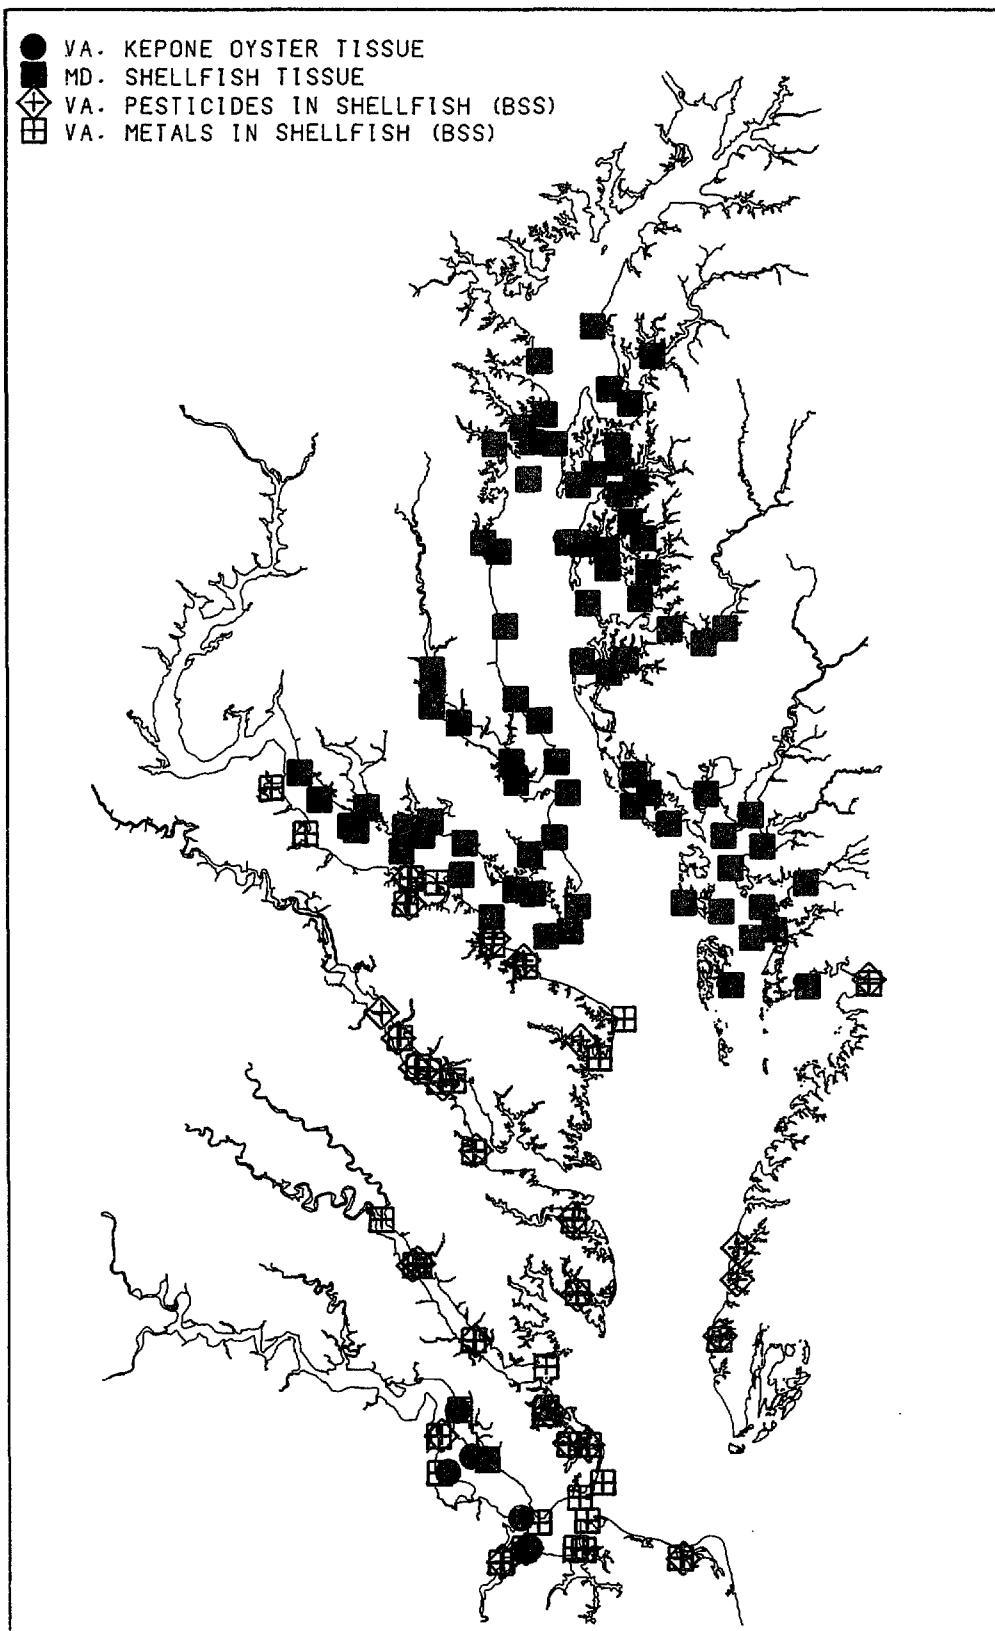 VA. KEPONE OYSTER TISSUE
MD. SHELLFISH TISSUE
VA. PESTICIDES IN SHELLFISH (BSS)
VA. METALS IN SHELLFISH (BSS)